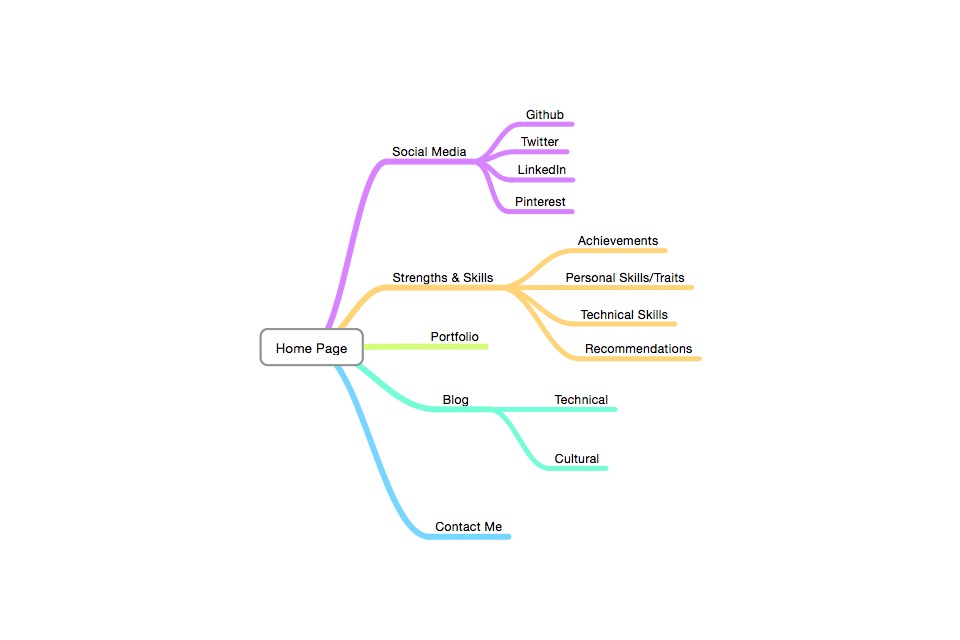 Github
Twitter
Social Media
LinkedIn
Pinterest
Achievements
Strengths & Skills
Personal Skills/Traits
Technical Skills
Portfolio
Home Page
Recommendations
Blog
Technical
Cultural
Contact Me